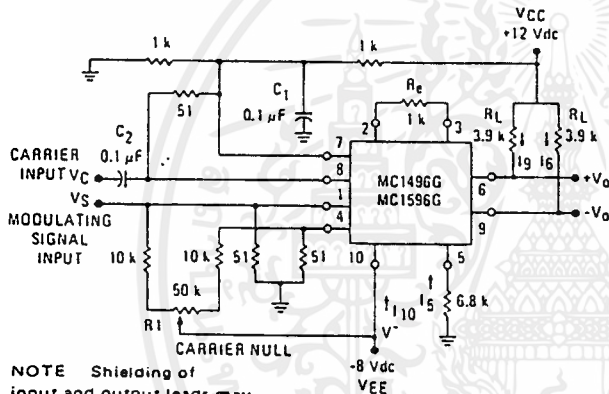 VCC
+12 Vdc
1 k
1 k
C1
0.1 µF
Re
1 k
51
2
3
RL
3.9 k
RL
3.9 k
I9
I6
C2
0.1 µF
CARRIER
INPUT
VC
VS
MODULATING
SIGNAL
INPUT
7
8
1
4
MC1496G
MC1596G
6
9
+Vo
-Vo
10
5
10 k
10 k
51
51
50 k
R1
CARRIER NULL
I10
I5
6.8 k
V-
-8 Vdc
VEE
NOTE Shielding of
input and output leads may